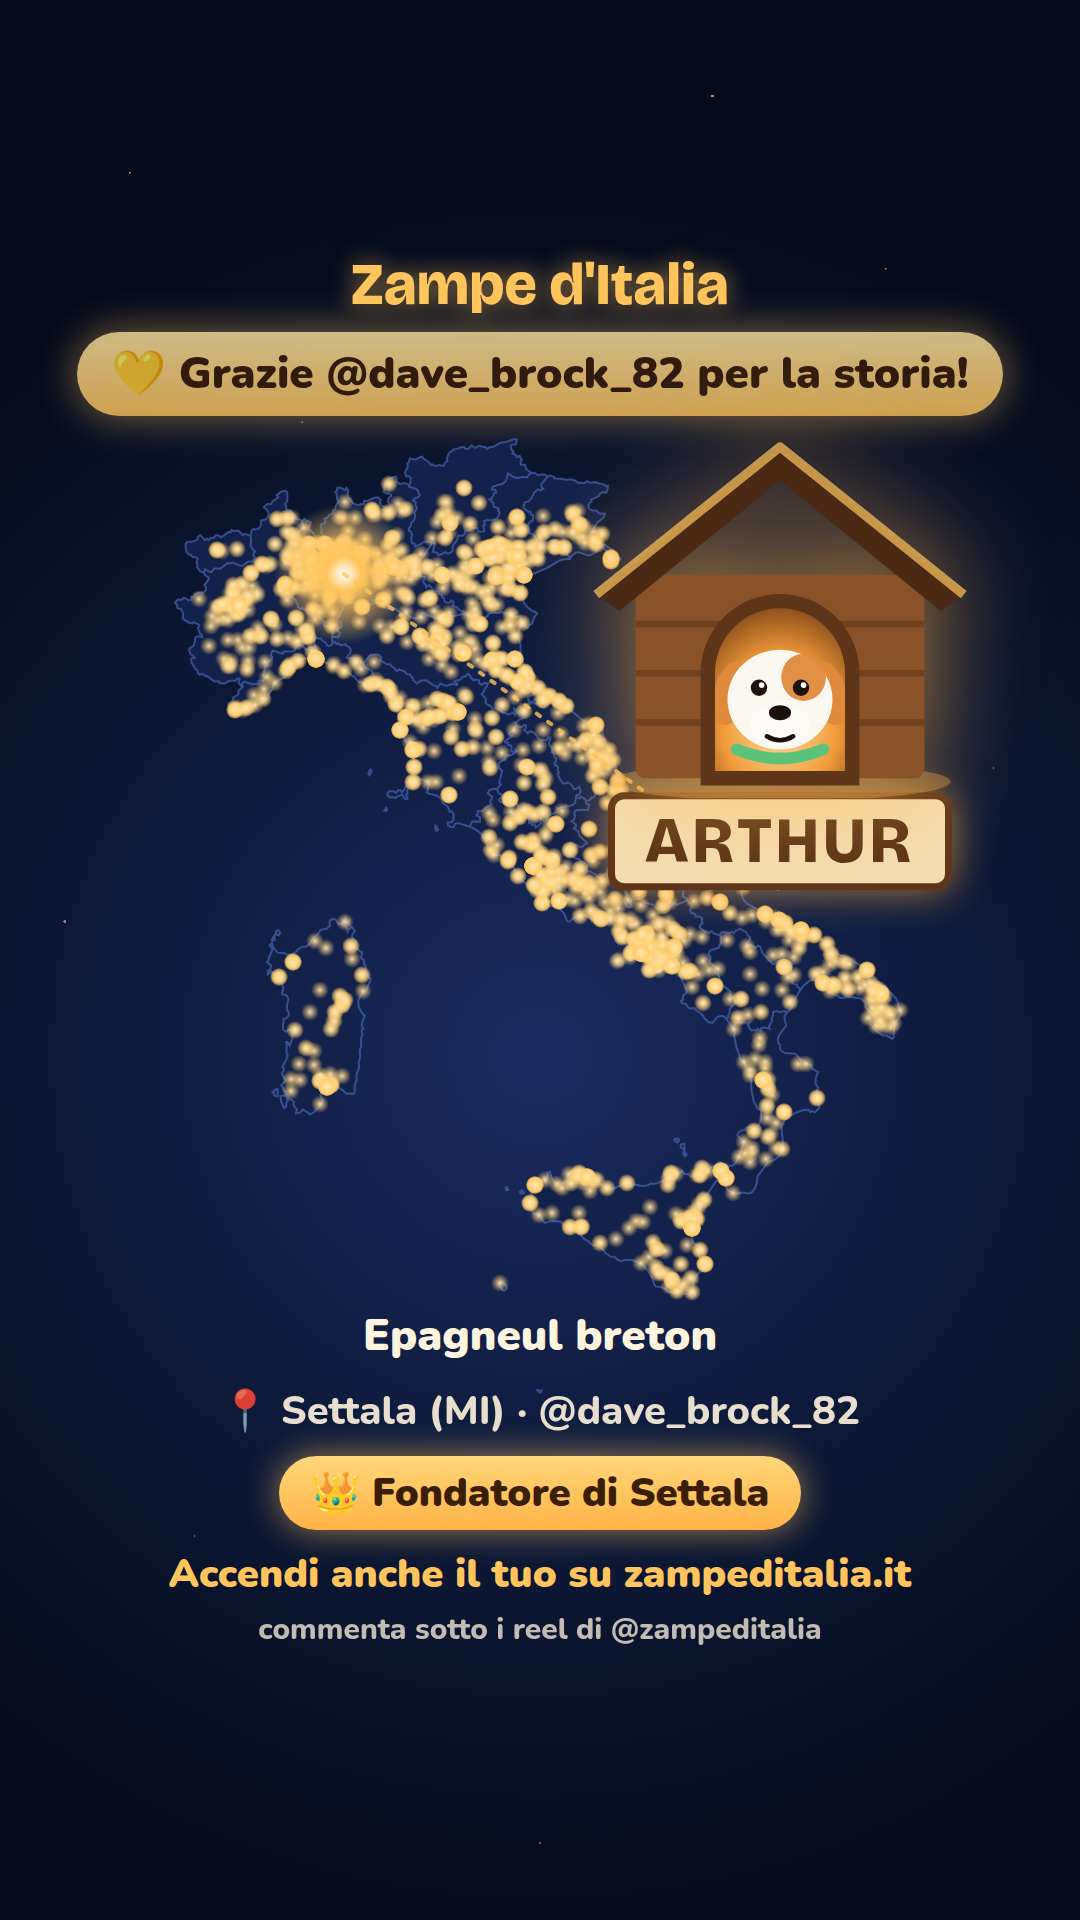 Zampe d'Italia
💛 Grazie @dave_brock_82 per la storia!
ARTHUR
Epagneul breton
📍 Settala (MI) · @dave_brock_82
👑 Fondatore di Settala
Accendi anche il tuo su zampeditalia.it
commenta sotto i reel di @zampeditalia